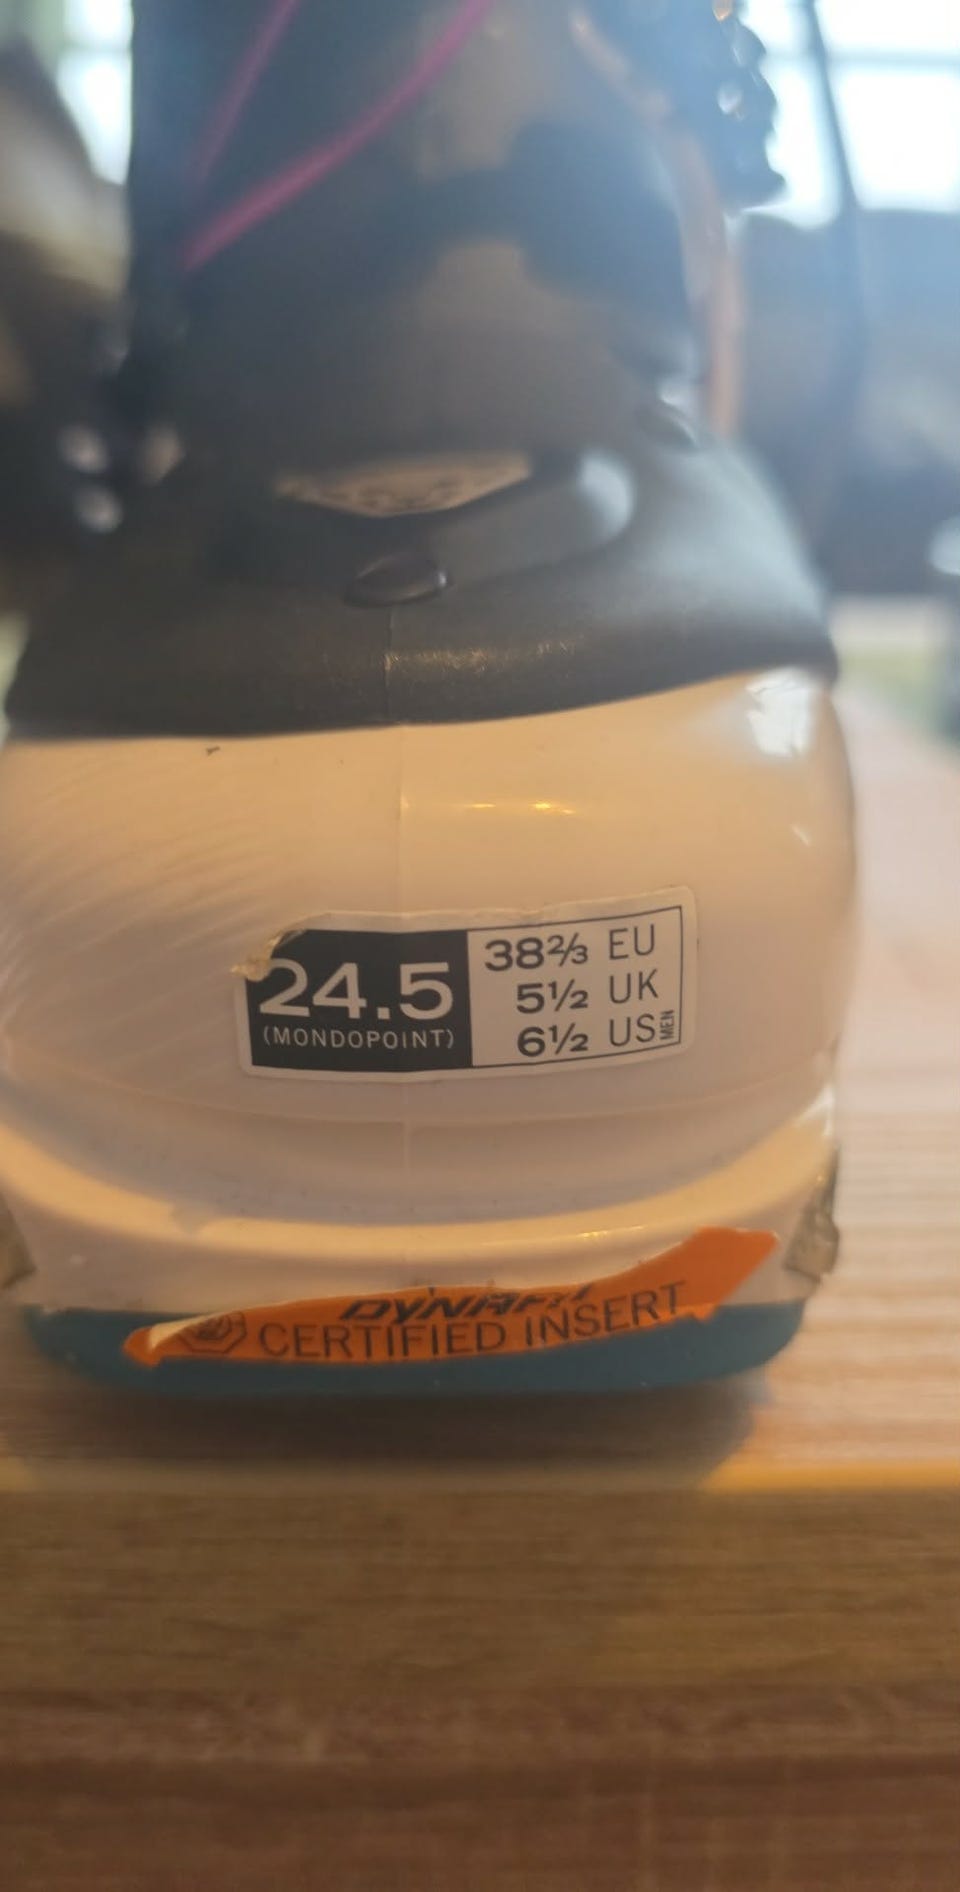 24.5
(MONDOPOINT)
38⅔ EU
5½ UK
6½ US MEN
DYNAFIT
CERTIFIED INSERT